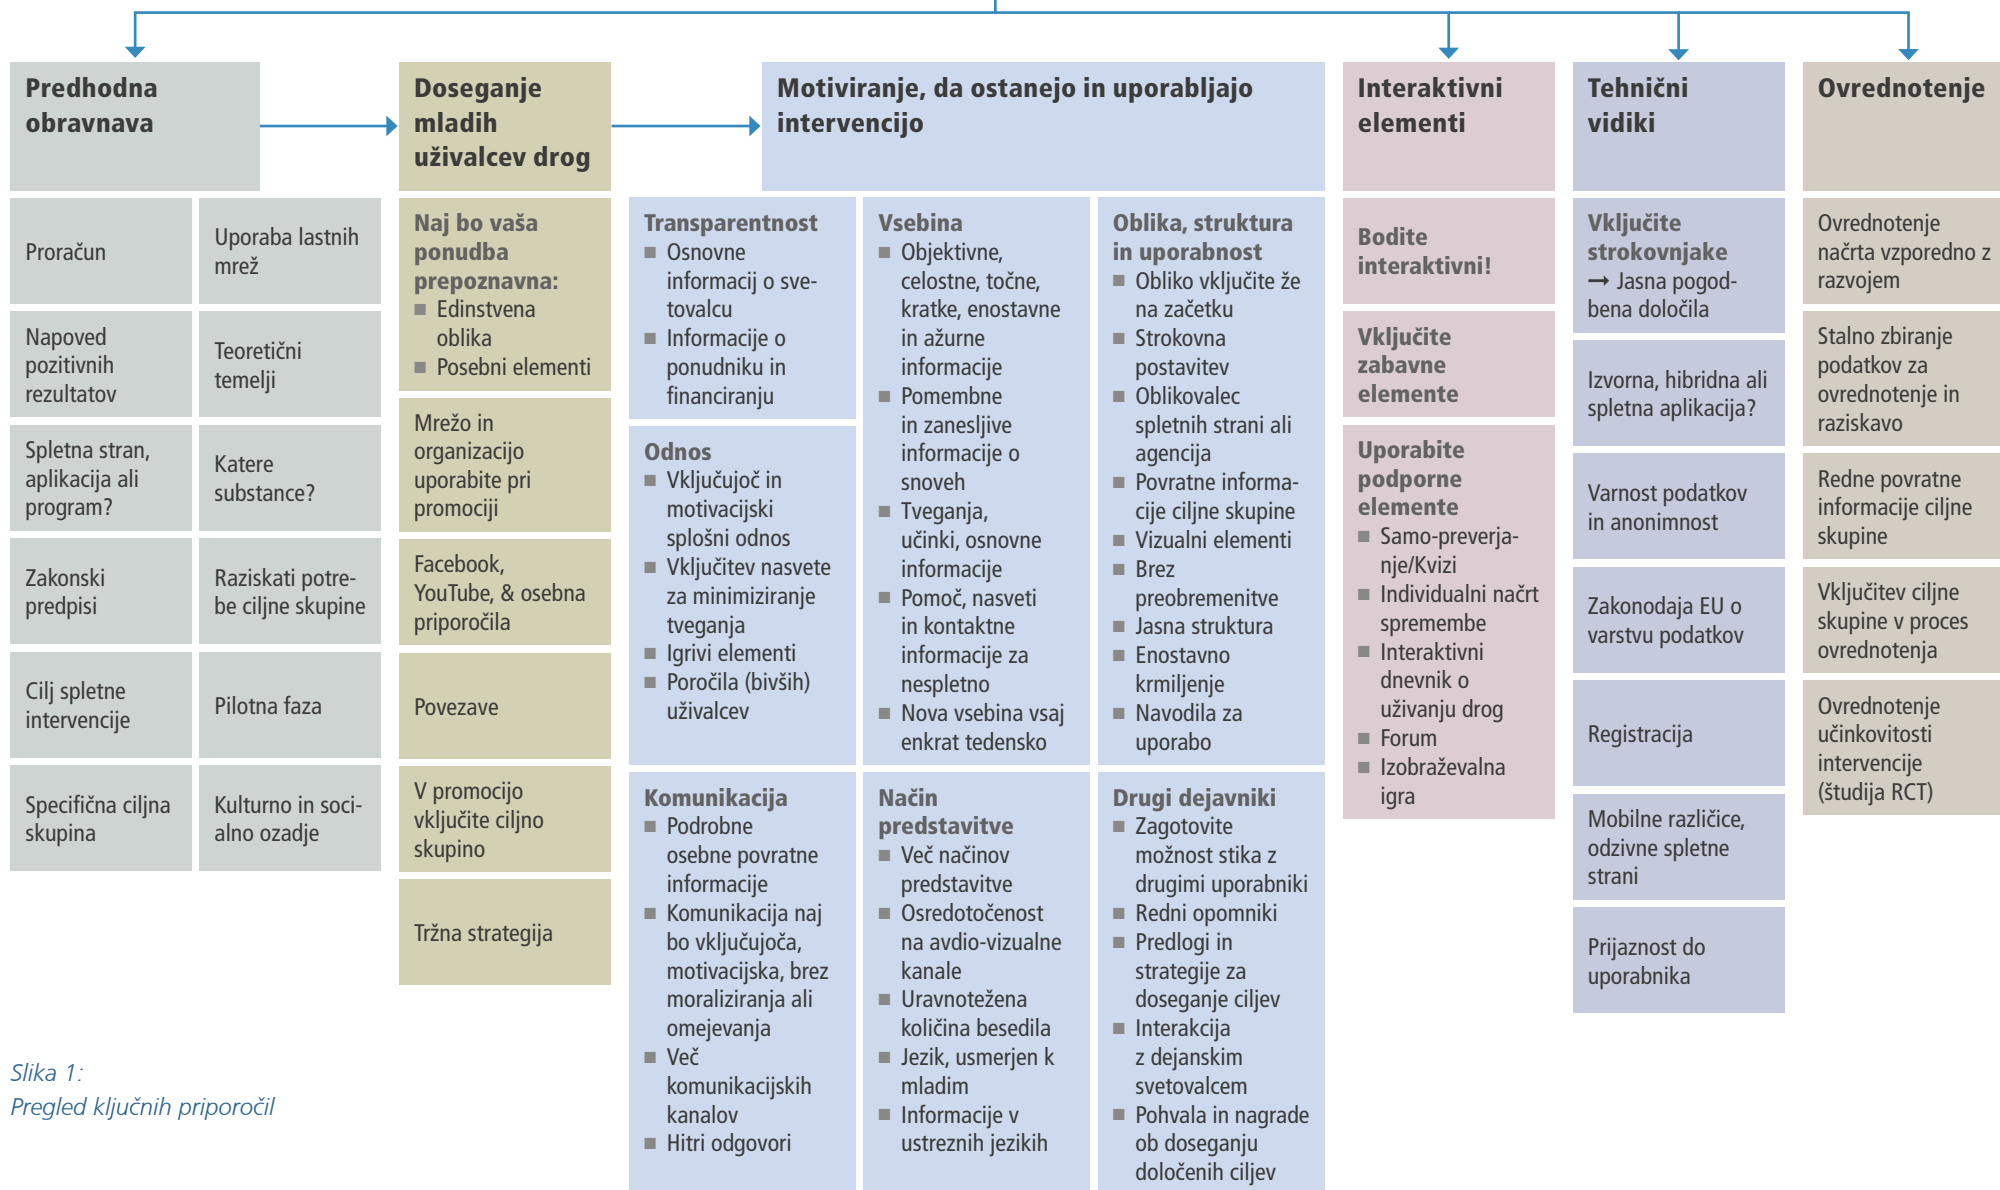 Predhodna
obravnava
Proračun
Napoved
pozitivnih
rezultatov
Spletna stran,
aplikacija ali
program?
Zakonski
predpisi
Cilj spletne
intervencije
Specifična ciljna
skupina
Uporaba lastnih
mrež
Teoretični
temelji
Katere
substance?
Raziskati potre-
be ciljne skupine
Pilotna faza
Kulturno in soci-
alno ozadje
Doseganje
mladih
uživalcev drog
Naj bo vaša
ponudba
prepoznavna:
■ Edinstvena
oblika
■ Posebni elementi
Mrežo in
organizacijo
uporabite pri
promociji
Facebook,
YouTube, & osebna
priporočila
Povezave
V promocijo
vključite ciljno
skupino
Tržna strategija
Motiviranje, da ostanejo in uporabljajo
intervencijo
Transparentnost
■ Osnovne
informacij o sve-
tovalcu
■ Informacije o
ponudniku in
financiranju
Odnos
■ Vključujoč in
motivacijski
splošni odnos
■ Vključitev nasvete
za minimiziranje
tveganja
■ Igrivi elementi
■ Poročila (bivših)
uživalcev
Komunikacija
■ Podrobne
osebne povratne
informacije
■ Komunikacija naj
bo vključujoča,
motivacijska, brez
moraliziranja ali
omejevanja
■ Več
komunikacijskih
kanalov
■ Hitri odgovori
Vsebina
■ Objektivne,
celostne, točne,
kratke, enostavne
in ažurne
informacije
■ Pomembne
in zanesljive
informacije o
snoveh
■ Tveganja,
učinki, osnovne
informacije
■ Pomoč, nasveti
in kontaktne
informacije za
nespletno
■ Nova vsebina vsaj
enkrat tedensko
Način
predstavitve
■ Več načinov
predstavitve
■ Osredotočenost
na avdio-vizualne
kanale
■ Uravnotežena
količina besedila
■ Jezik, usmerjen k
mladim
■ Informacije v
ustreznih jezikih
Oblika, struktura
in uporabnost
■ Obliko vključite že
na začetku
■ Strokovna
postavitev
■ Oblikovalec
spletnih strani ali
agencija
■ Povratne informa-
cije ciljne skupine
■ Vizualni elementi
■ Brez
preobremenitve
■ Jasna struktura
■ Enostavno
krmiljenje
■ Navodila za
uporabo
Drugi dejavniki
■ Zagotovite
možnost stika z
drugimi uporabniki
■ Redni opomniki
■ Predlogi in
strategije za
doseganje ciljev
■ Interakcija
z dejanskim
svetovalcem
■ Pohvala in nagrade
ob doseganju
določenih ciljev
Interaktivni
elementi
Bodite
interaktivni!
Vključite
zabavne
elemente
Uporabite
podporne
elemente
■ Samo-preverja-
nje/Kvizi
■ Individualni načrt
spremembe
■ Interaktivni
dnevnik o
uživanju drog
■ Forum
■ Izobraževalna
igra
Tehnični
vidiki
Vključite
strokovnjake
→ Jasna pogod-
bena določila
Izvorna, hibridna ali
spletna aplikacija?
Varnost podatkov
in anonimnost
Zakonodaja EU o
varstvu podatkov
Registracija
Mobilne različice,
odzivne spletne
strani
Prijaznost do
uporabnika
Ovrednotenje
Ovrednotenje
načrta vzporedno z
razvojem
Stalno zbiranje
podatkov za
ovrednotenje in
raziskavo
Redne povratne
informacije ciljne
skupine
Vključitev ciljne
skupine v proces
ovrednotenja
Ovrednotenje
učinkovitosti
intervencije
(študija RCT)
Slika 1:
Pregled ključnih priporočil